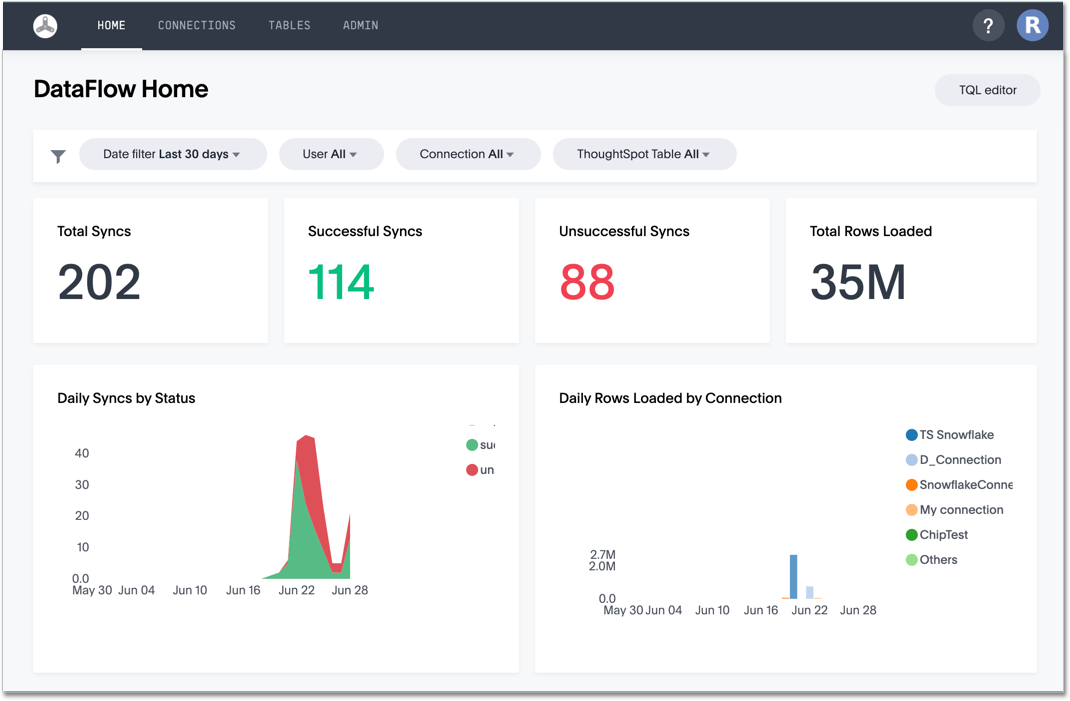 HOME CONNECTIONS TABLES ADMIN ? R
DataFlow Home
TQL editor
Date filter Last 30 days User All Connection All ThoughtSpot Table All
Total Syncs
202
Successful Syncs
114
Unsuccessful Syncs
88
Total Rows Loaded
35M
Daily Syncs by Status
40
30
20
10
0.0
May 30 Jun 04 Jun 10 Jun 16 Jun 22 Jun 28
suc
un
Daily Rows Loaded by Connection
2.7M
2.0M
0.0
May 30 Jun 04 Jun 10 Jun 16 Jun 22 Jun 28
TS Snowflake
D_Connection
SnowflakeConne
My connection
ChipTest
Others